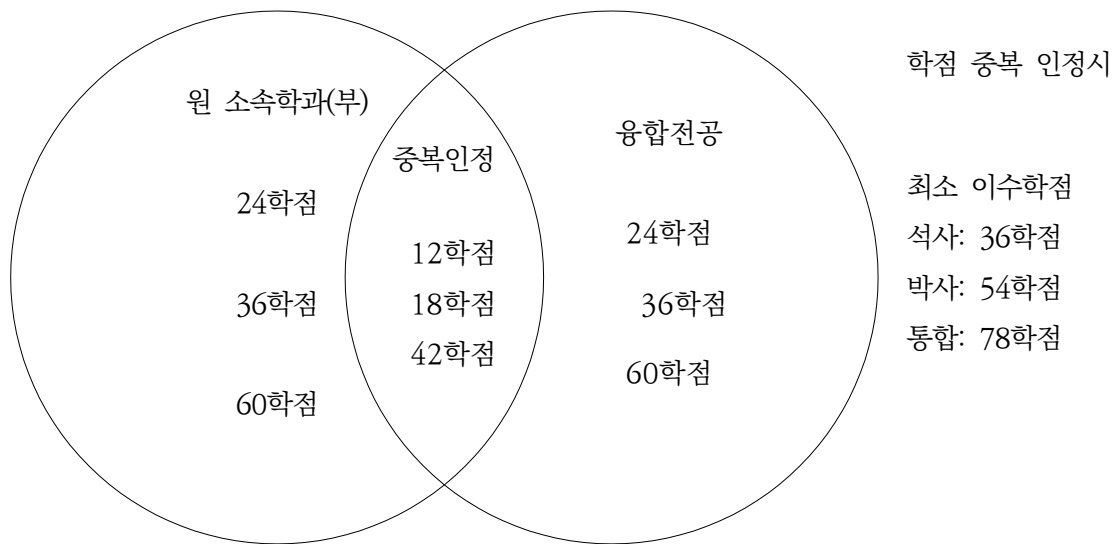 원 소속학과(부)
24학점
36학점
60학점
중복인정
12학점
18학점
42학점
융합전공
24학점
36학점
60학점
학점 중복 인정시
최소 이수학점
석사: 36학점
박사: 54학점
통합: 78학점